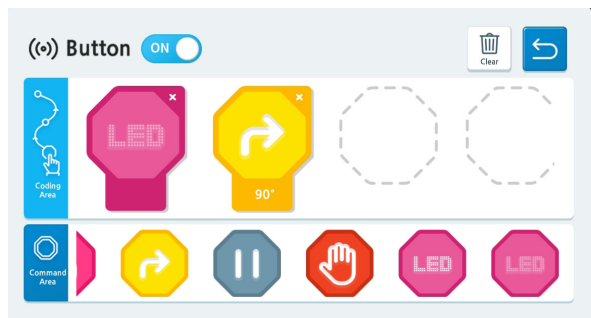 Button ON
Clear
LED
90°
Coding
Area
LED LED
Command
Area